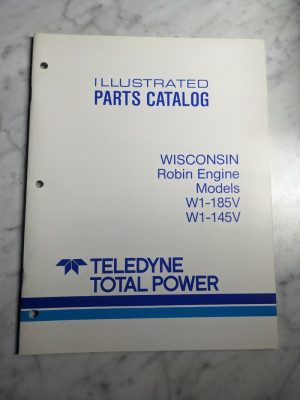 ILLUSTRATED
PARTS CATALOG
WISCONSIN
Robin Engine
Models
W1-185V
W1-145V
TELEDYNE
TOTAL POWER